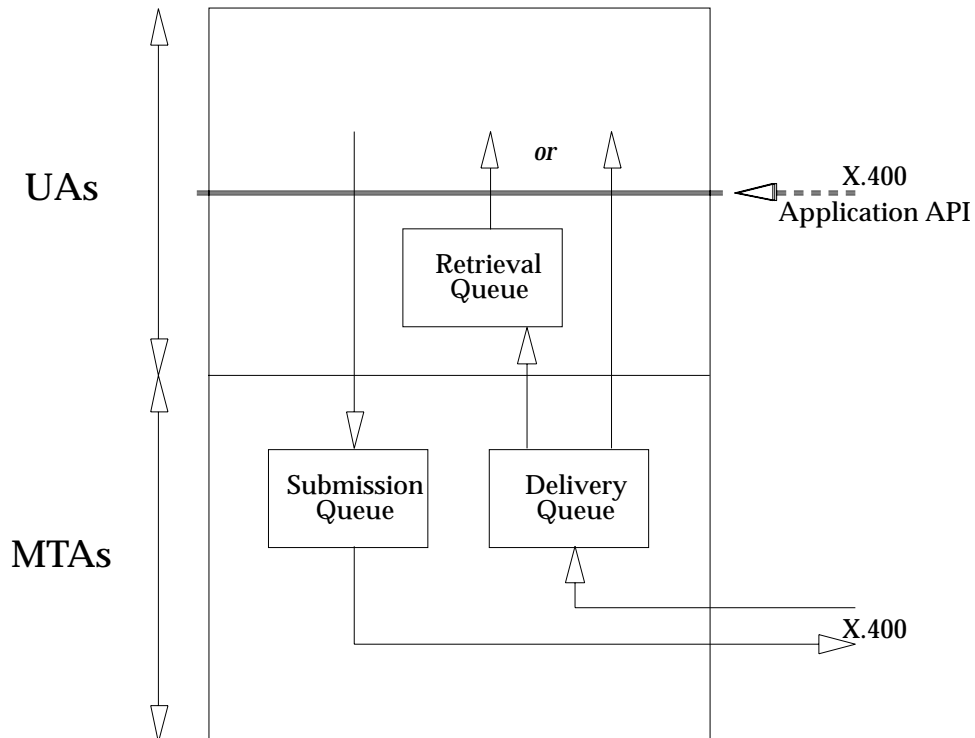 or
UAs
X.400
Application API
Retrieval
Queue
Submission
Queue
Delivery
Queue
MTAs
X.400